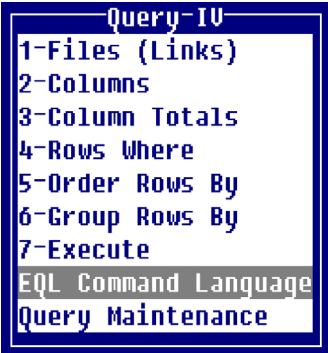 Query-IV
1-Files (Links)
2-Columns
3-Column Totals
4-Rows Where
5-Order Rows By
6-Group Rows By
7-Execute
EQL Command Language
Query Maintenance